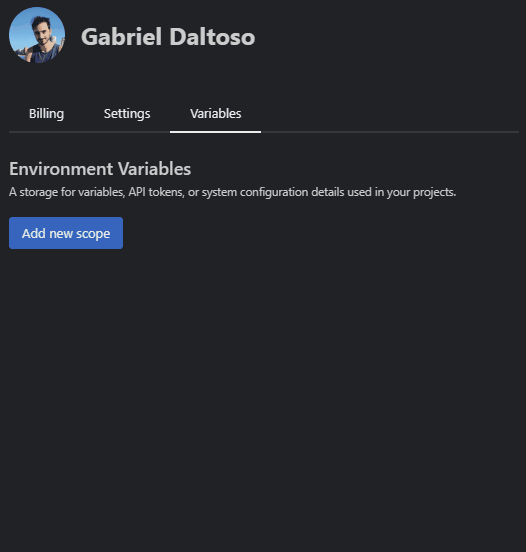 Gabriel Daltoso
Billing Settings Variables
Environment Variables
A storage for variables, API tokens, or system configuration details used in your projects.
Add new scope